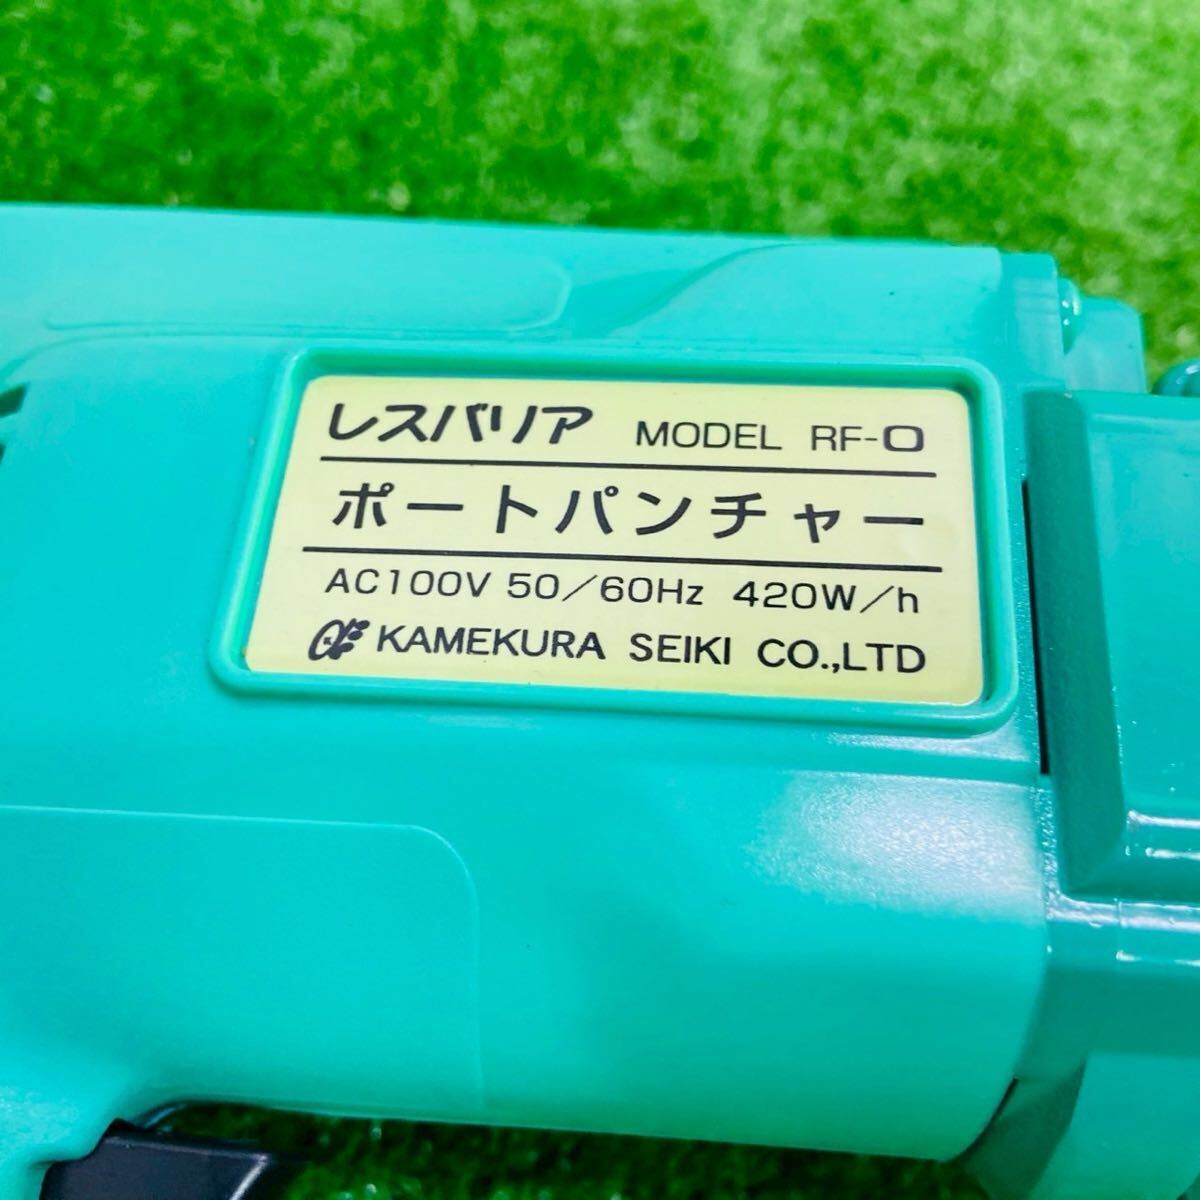 レスバリア MODEL RF-0
ポートパンチャー
AC100V 50/60Hz 420W/h
KAMEKURA SEIKI CO.,LTD